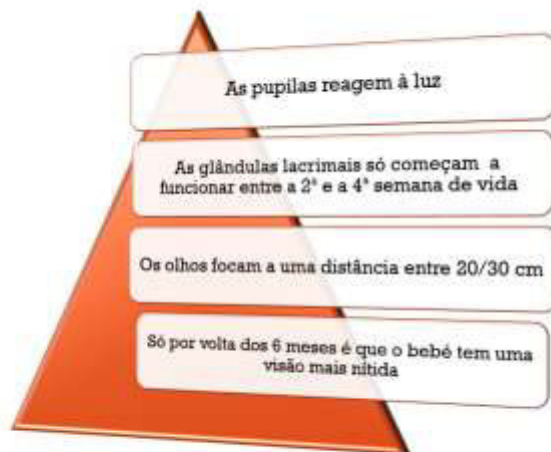 As pupilas reagem à luz
As glândulas lacrimais só começam a
funcionar entre a 2ª e a 4ª semana de vida
Os olhos focam a uma distância entre 20/30 cm
Só por volta dos 6 meses é que o bebé tem uma
visão mais nítida